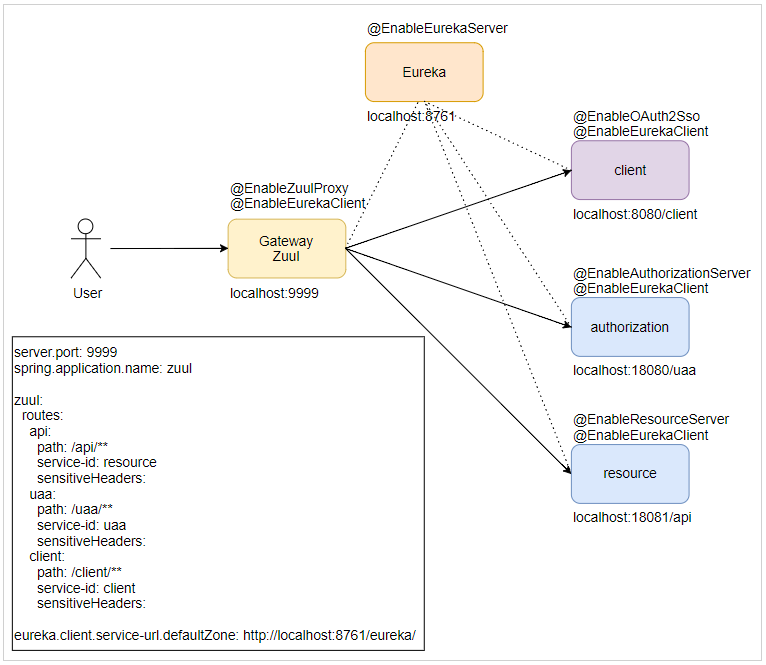 @EnableEurekaServer
Eureka
localhost:8761
@EnableOAuth2Sso
@EnableEurekaClient
client
localhost:8080/client
@EnableZuulProxy
@EnableEurekaClient
Gateway
Zuul
localhost:9999
User
@EnableAuthorizationServer
@EnableEurekaClient
authorization
localhost:18080/uaa
@EnableResourceServer
@EnableEurekaClient
resource
localhost:18081/api
server.port: 9999
spring.application.name: zuul

zuul:
  routes:
    api:
      path: /api/**
      service-id: resource
      sensitiveHeaders:
    uaa:
      path: /uaa/**
      service-id: uaa
      sensitiveHeaders:
    client:
      path: /client/**
      service-id: client
      sensitiveHeaders:

eureka.client.service-url.defaultZone: http://localhost:8761/eureka/